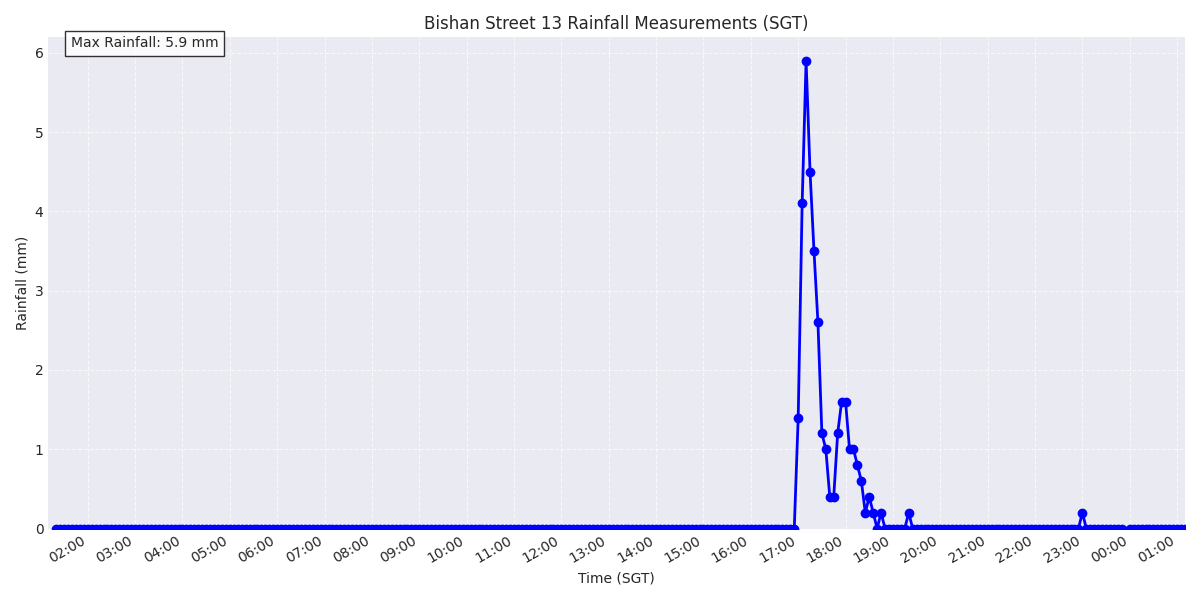 Bishan Street 13 Rainfall Measurements (SGT)
Max Rainfall: 5.9 mm
6
5
4
3
2
1
0
Rainfall (mm)
02:00 03:00 04:00 05:00 06:00 07:00 08:00 09:00 10:00 11:00 12:00 13:00 14:00 15:00 16:00 17:00 18:00 19:00 20:00 21:00 22:00 23:00 00:00 01:00
Time (SGT)